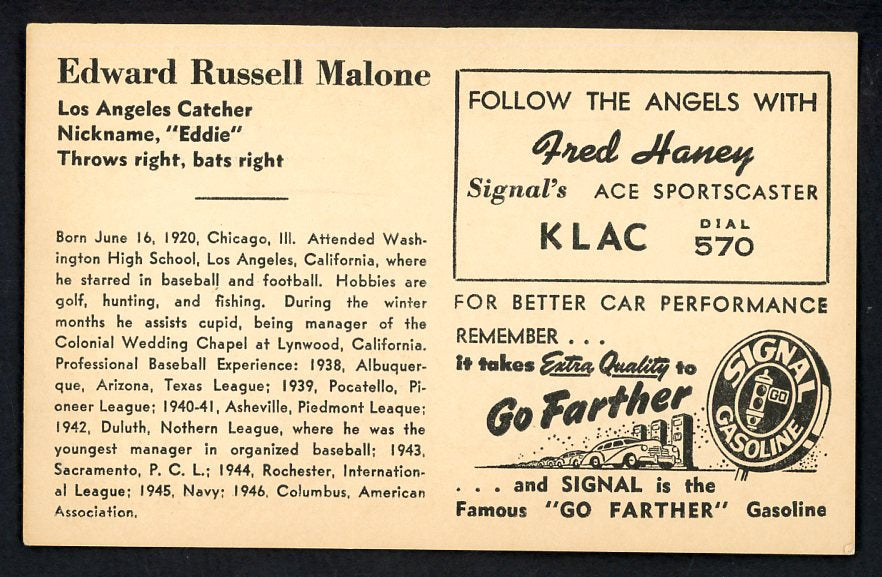 Edward Russell Malone
Los Angeles Catcher
Nickname, "Eddie"
Throws right, bats right
Born June 16, 1920, Chicago, Ill. Attended Wash-
ington High School, Los Angeles, California, where
he starred in baseball and football. Hobbies are
golf, hunting, and fishing. During the winter
months he assists cupid, being manager of the
Colonial Wedding Chapel at Lynwood, California.
Professional Baseball Experience: 1938, Albuquer-
que, Arizona, Texas League; 1939, Pocatello, Pi-
oneer League; 1940-41, Asheville, Piedmont Leaque;
1942, Duluth, Nothern League, where he was the
youngest manager in organized baseball; 1943,
Sacramento, P. C. L.; 1944, Rochester, Internation-
al League; 1945, Navy; 1946, Columbus, American
Association.
FOLLOW THE ANGELS WITH
Fred Haney
Signal's ACE SPORTSCASTER
KLAC DIAL 570
FOR BETTER CAR PERFORMANCE
REMEMBER . . .
it takes Extra Quality to
Go Farther
SIGNAL
GO
GASOLINE
. . . and SIGNAL is the
Famous "GO FARTHER" Gasoline